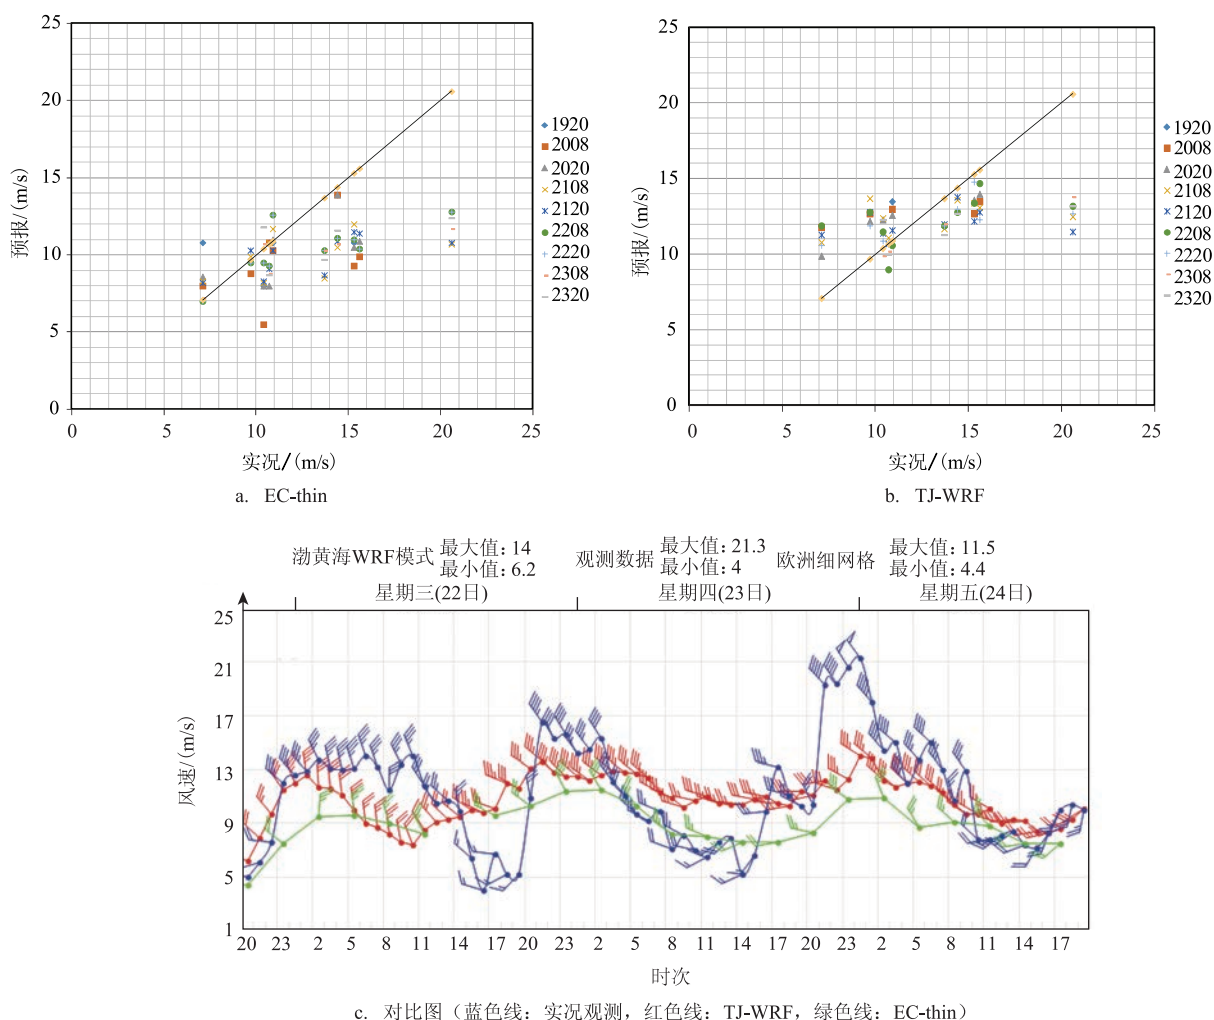 25
20
15
10
5
0
0
5
10
15
20
25
预报/(m/s)
实况/(m/s)
1920
2008
2020
2108
2120
2208
2220
2308
2320
a. EC-thin
25
20
15
10
5
0
0
5
10
15
20
25
预报/(m/s)
实况/(m/s)
1920
2008
2020
2108
2120
2208
2220
2308
2320
b. TJ-WRF
渤黄海WRF模式 最大值: 14
最小值: 6.2
观测数据 最大值: 21.3
最小值: 4
欧洲细网格 最大值: 11.5
最小值: 4.4
星期三(22日) 星期四(23日) 星期五(24日)
25
21
17
13
9
5
1
风速/(m/s)
20 23 2 5 8 11 14 17 20 23 2 5 8 11 14 17 20 23 2 5 8 11 14 17
时次
c. 对比图（蓝色线：实况观测，红色线：TJ-WRF，绿色线：EC-thin）